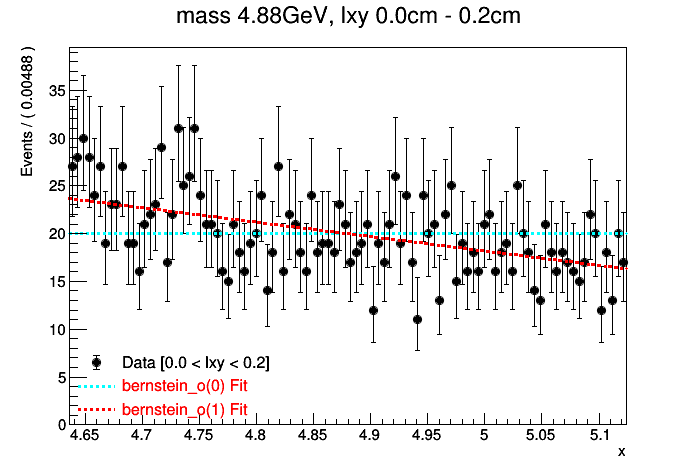 mass 4.88GeV, lxy 0.0cm - 0.2cm
Events / ( 0.00488 )
35
30
25
20
15
10
5
0
Data [0.0 < lxy < 0.2]
bernstein_o(0) Fit
bernstein_o(1) Fit
4.65 4.7 4.75 4.8 4.85 4.9 4.95 5 5.05 5.1
x